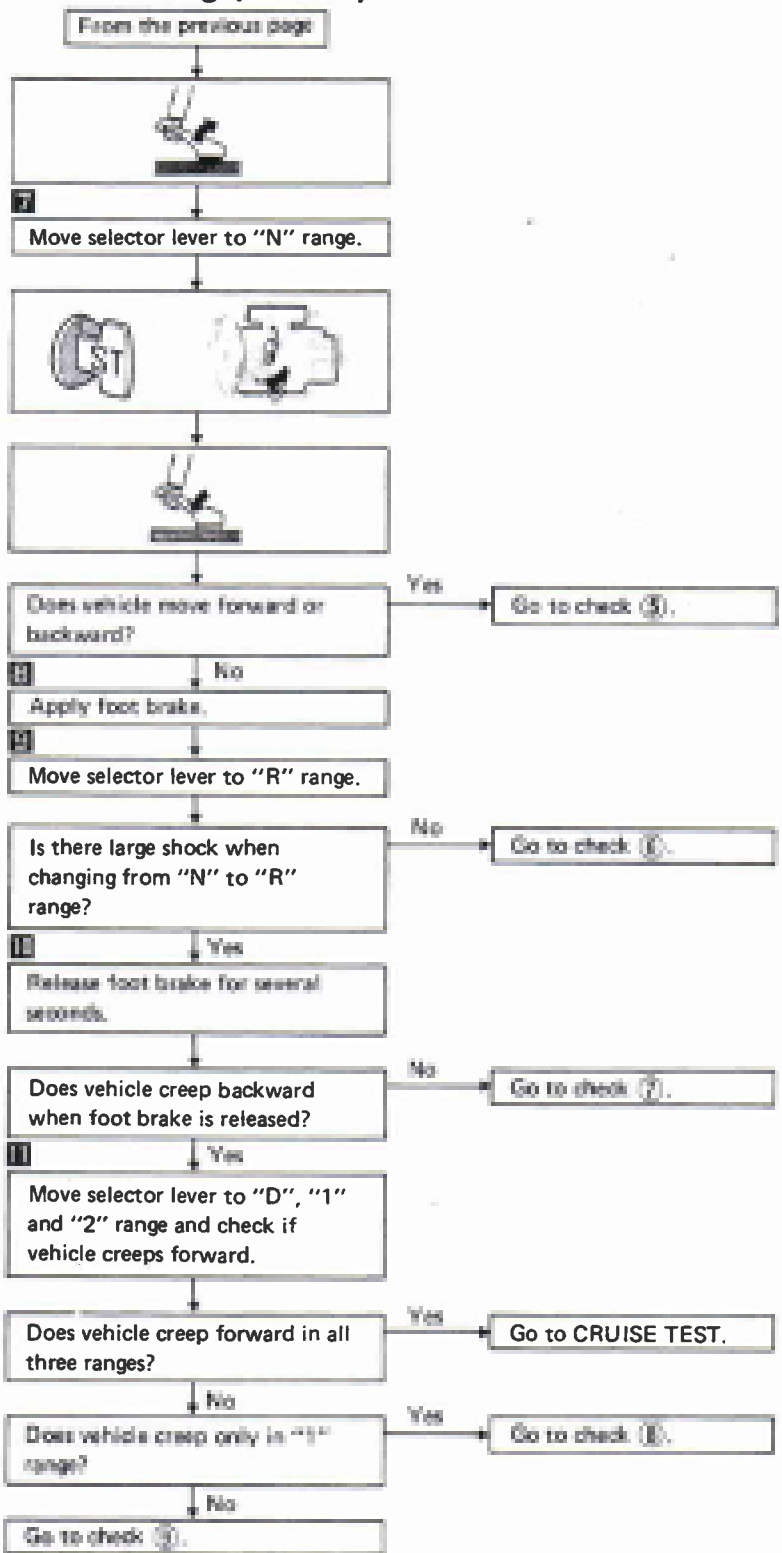 From the previous page
7
Move selector lever to "N" range.
ST
Does vehicle move forward or
backward?
Yes
Go to check ⑤.
No
8
Apply foot brake.
9
Move selector lever to "R" range.
Is there large shock when
changing from "N" to "R"
range?
No
Go to check ⑥.
Yes
10
Release foot brake for several
seconds.
Does vehicle creep backward
when foot brake is released?
No
Go to check ⑦.
Yes
11
Move selector lever to "D", "1"
and "2" range and check if
vehicle creeps forward.
Does vehicle creep forward in all
three ranges?
Yes
Go to CRUISE TEST.
No
Does vehicle creep only in "1"
range?
Yes
Go to check ⑧.
No
Go to check ⑨.